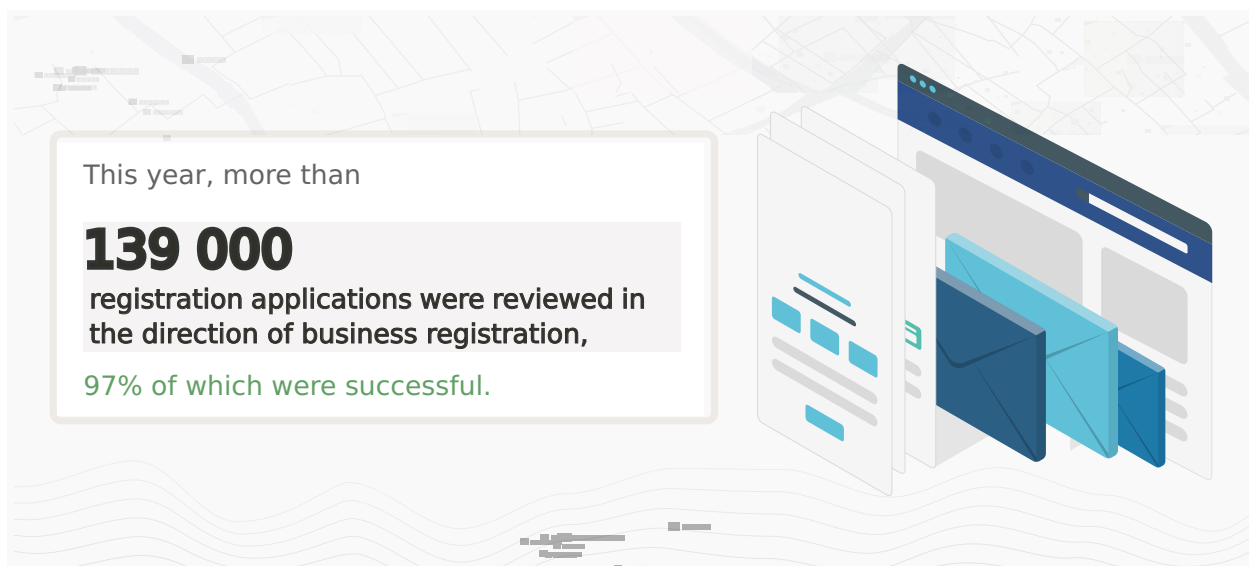 This year, more than
139 000
registration applications were reviewed in
the direction of business registration,
97% of which were successful.